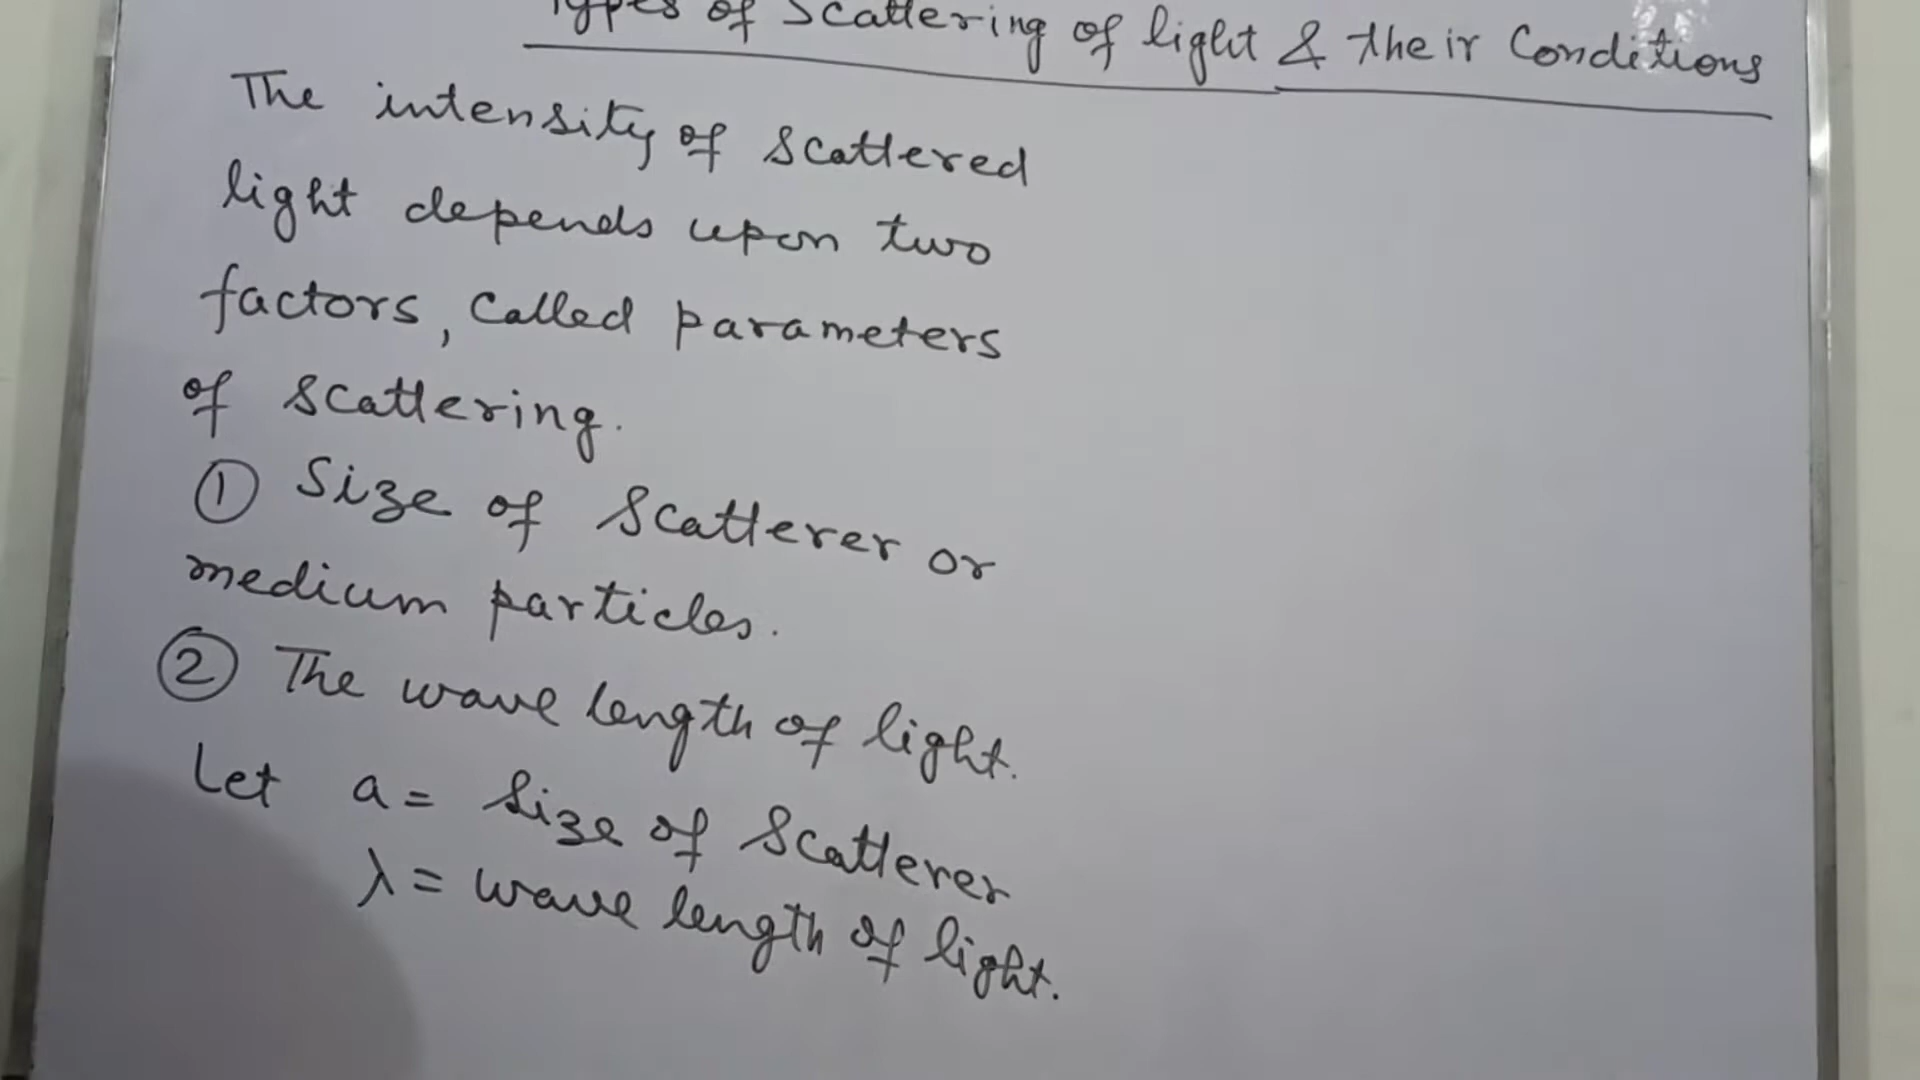 Types of Scattering of light & their Conditions
The intensity of Scattered
light depends upon two
factors, Called parameters
of Scattering.
① Size of Scatterer or
medium particles.
② The wave length of light.
Let a = Size of Scatterer
λ = wave length of light.